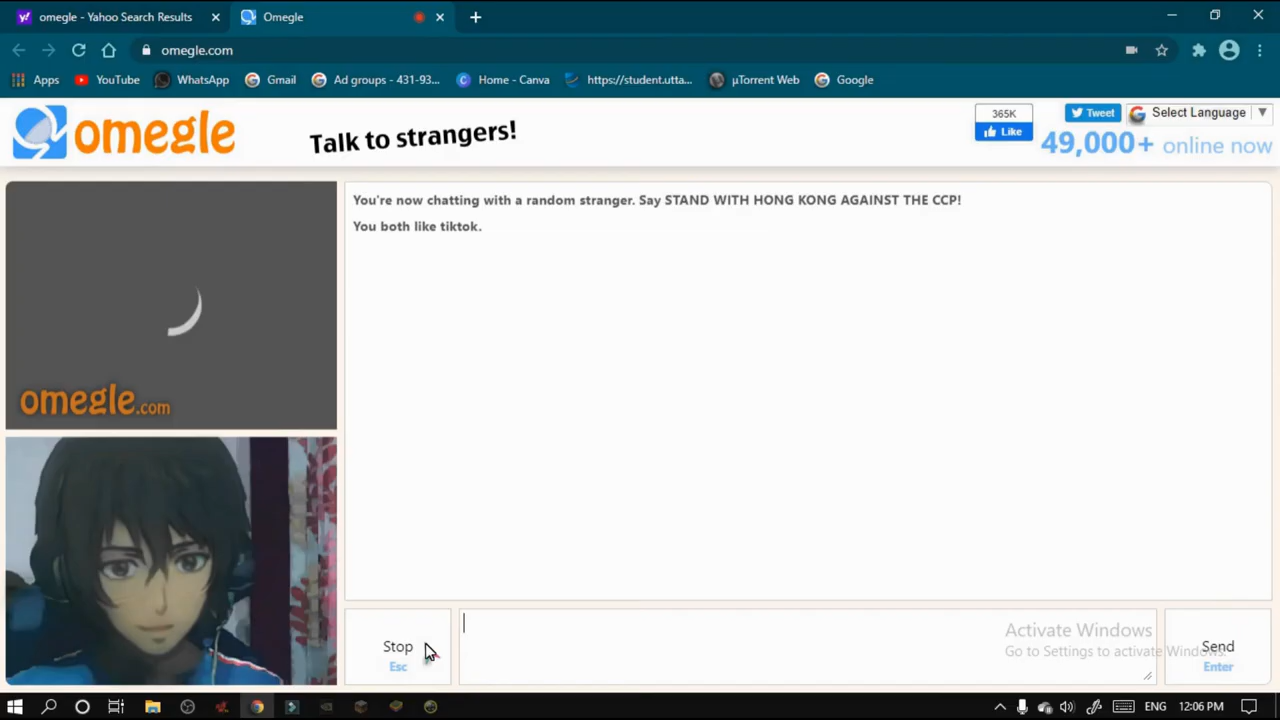 omegle - Yahoo Search Results
Omegle
omegle.com
Apps
YouTube
WhatsApp
Gmail
Ad groups - 431-93...
Home - Canva
https://student.utta...
µTorrent Web
Google
omegle
Talk to strangers!
365K
Like
Tweet
Select Language
49,000+ online now
You're now chatting with a random stranger. Say STAND WITH HONG KONG AGAINST THE CCP!
You both like tiktok.
omegle.com
Stop
Esc
Activate Windows
Go to Settings to activate Windows.
Send
Enter
ENG
12:06 PM